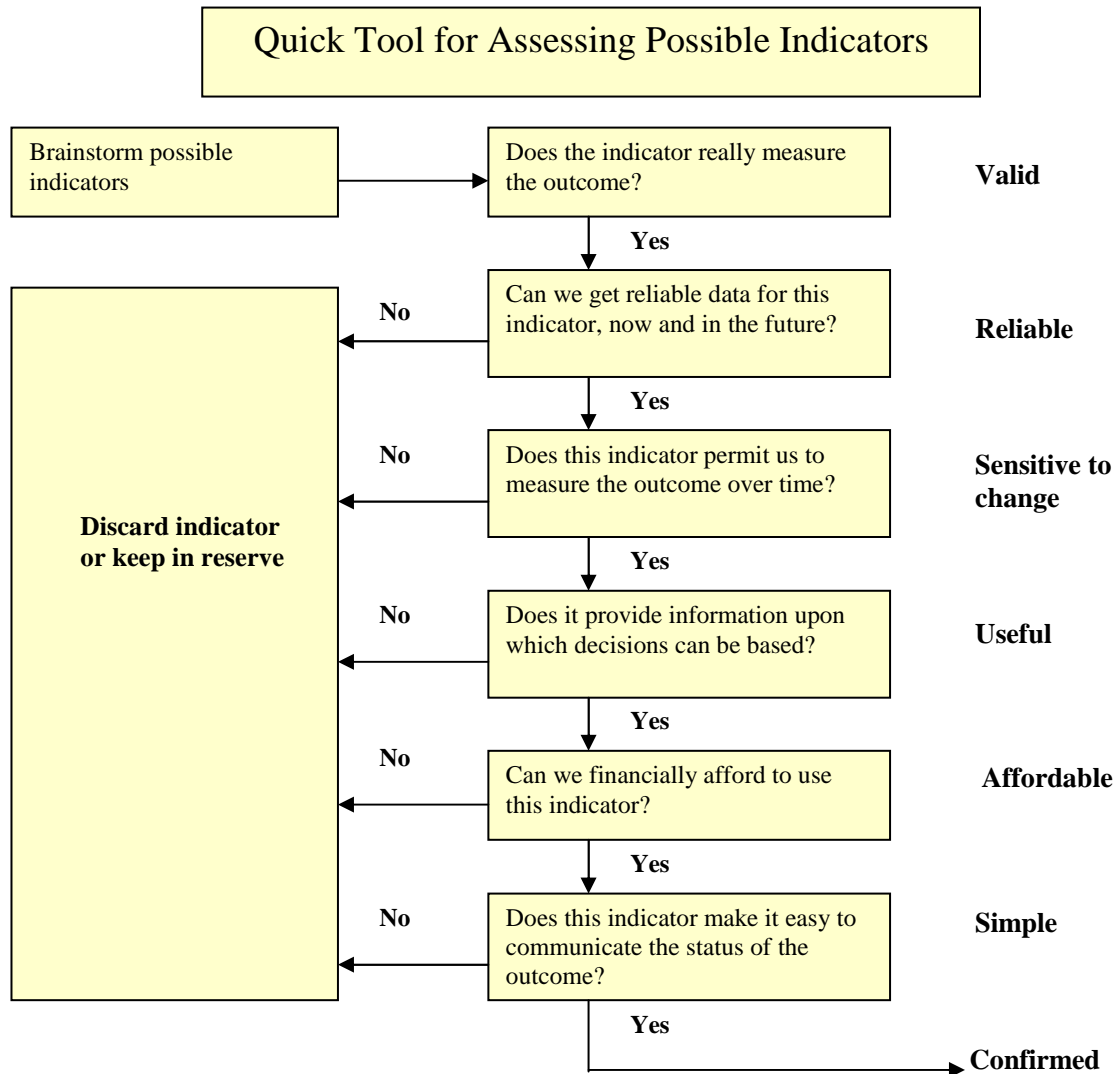 Quick Tool for Assessing Possible Indicators
Brainstorm possible
indicators
Does the indicator really measure
the outcome?
Valid
Yes
Can we get reliable data for this
indicator, now and in the future?
No
Reliable
Yes
Does this indicator permit us to
measure the outcome over time?
No
Sensitive to
change
Discard indicator
or keep in reserve
Yes
Does it provide information upon
which decisions can be based?
No
Useful
Yes
Can we financially afford to use
this indicator?
No
Affordable
Yes
Does this indicator make it easy to
communicate the status of the
outcome?
No
Simple
Yes
Confirmed